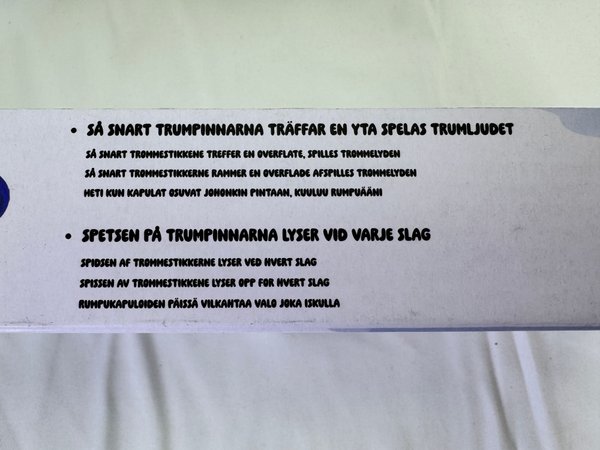 • SÅ SNART TRUMPINNARNA TRÄFFAR EN YTA SPELAS TRUMLJUDET
SÅ SNART TROMMESTIKKENE TREFFER EN OVERFLATE, SPILLES TROMMELYDEN
SÅ SNART TROMMESTIKKERNE RAMMER EN OVERFLADE AFSPILLES TROMMELYDEN
HETI KUN KAPULAT OSUVAT JOHONKIN PINTAAN, KUULUU RUMPUÄÄNI
• SPETSEN PÅ TRUMPINNARNA LYSER VID VARJE SLAG
SPIDSEN AF TROMMESTIKKERNE LYSER VED HVERT SLAG
SPISSEN AV TROMMESTIKKENE LYSER OPP FOR HVERT SLAG
RUMPUKAPULOIDEN PÄISSÄ VILKAHTAA VALO JOKA ISKULLA